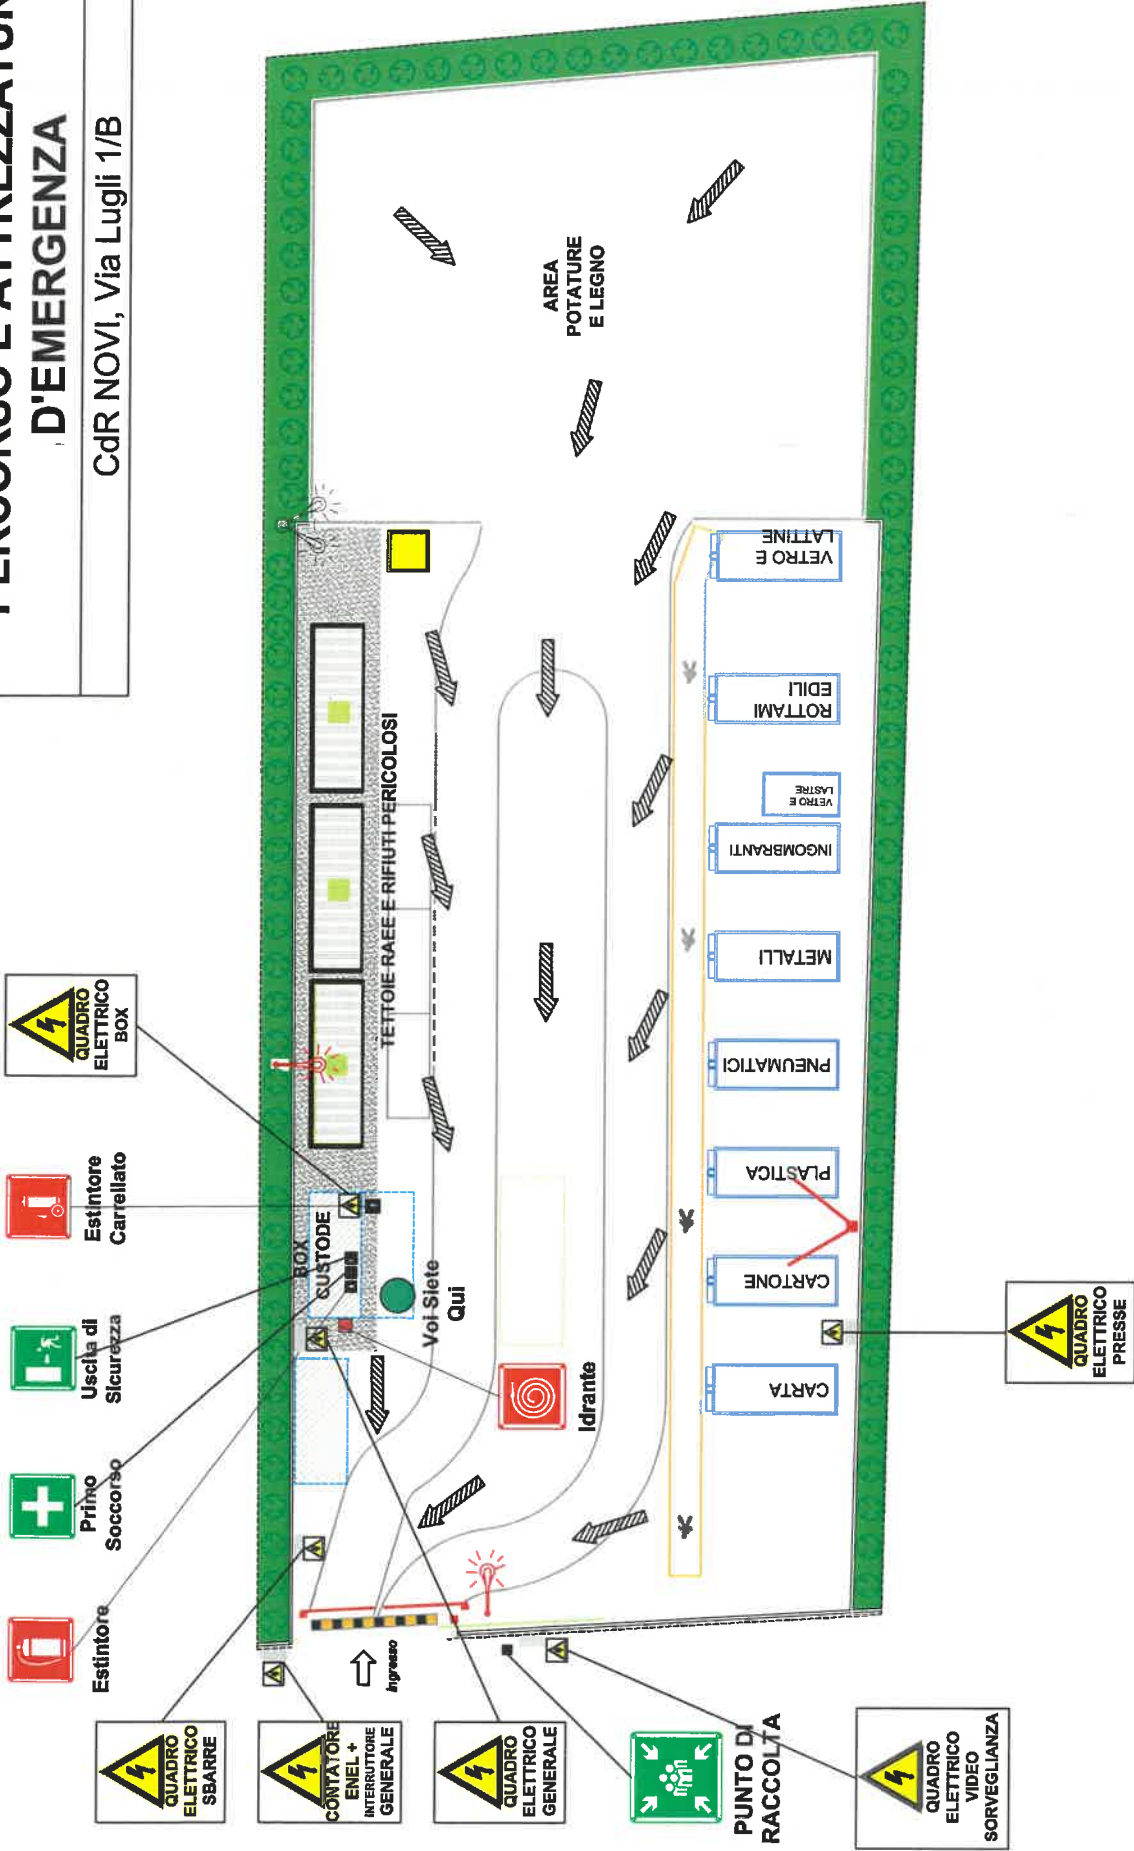 PERCORSO E ATTREZZATUR
D'EMERGENZA
CdR NOVI, Via Lugli 1/B
Estintore
Primo
Soccorso
Uscita di
Sicurezza
Estintore
Carrellato
QUADRO
ELETTRICO
BOX
QUADRO
ELETTRICO
SBARRE
CONTATORE
ENEL +
INTERRUTTORE
GENERALE
QUADRO
ELETTRICO
GENERALE
PUNTO DI
RACCOLTA
QUADRO
ELETTRICO
VIDEO
SORVEGLIANZA
Ingresso
BOX
CUSTODE
Voi Siete
Qui
Idrante
TETTOIE RAEE E RIFIUTI PERICOLOSI
AREA
POTATURE
E LEGNO
CARTA
CARTONE
PLASTICA
PNEUMATICI
METALLI
INGOMBRANTI
VETRO E
LASTRE
ROTTAMI
EDILI
VETRO E
LATTINE
QUADRO
ELETTRICO
PRESSE